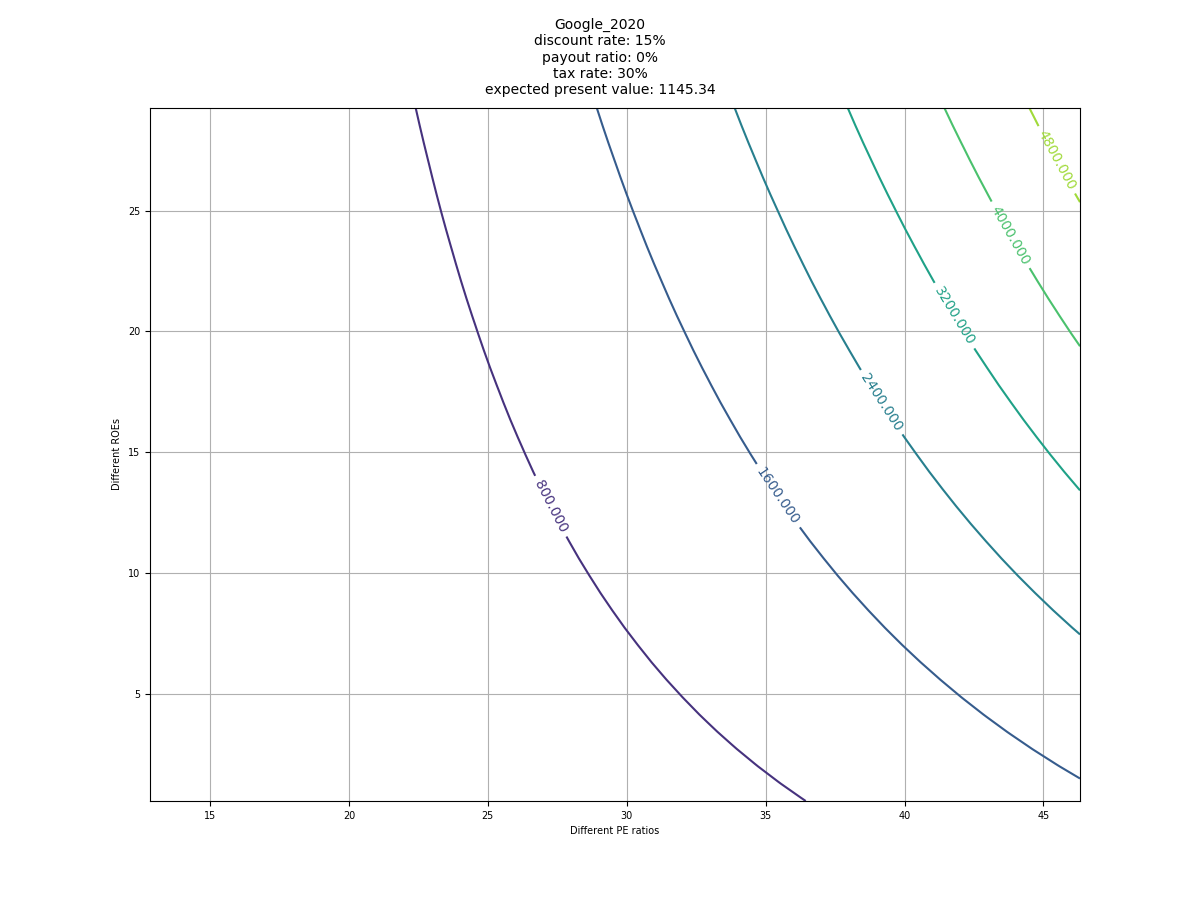 Google_2020
discount rate: 15%
payout ratio: 0%
tax rate: 30%
expected present value: 1145.34
4800.000
4000.000
3200.000
2400.000
1600.000
800.000
25
20
15
10
5
Different ROEs
15
20
25
30
35
40
45
Different PE ratios